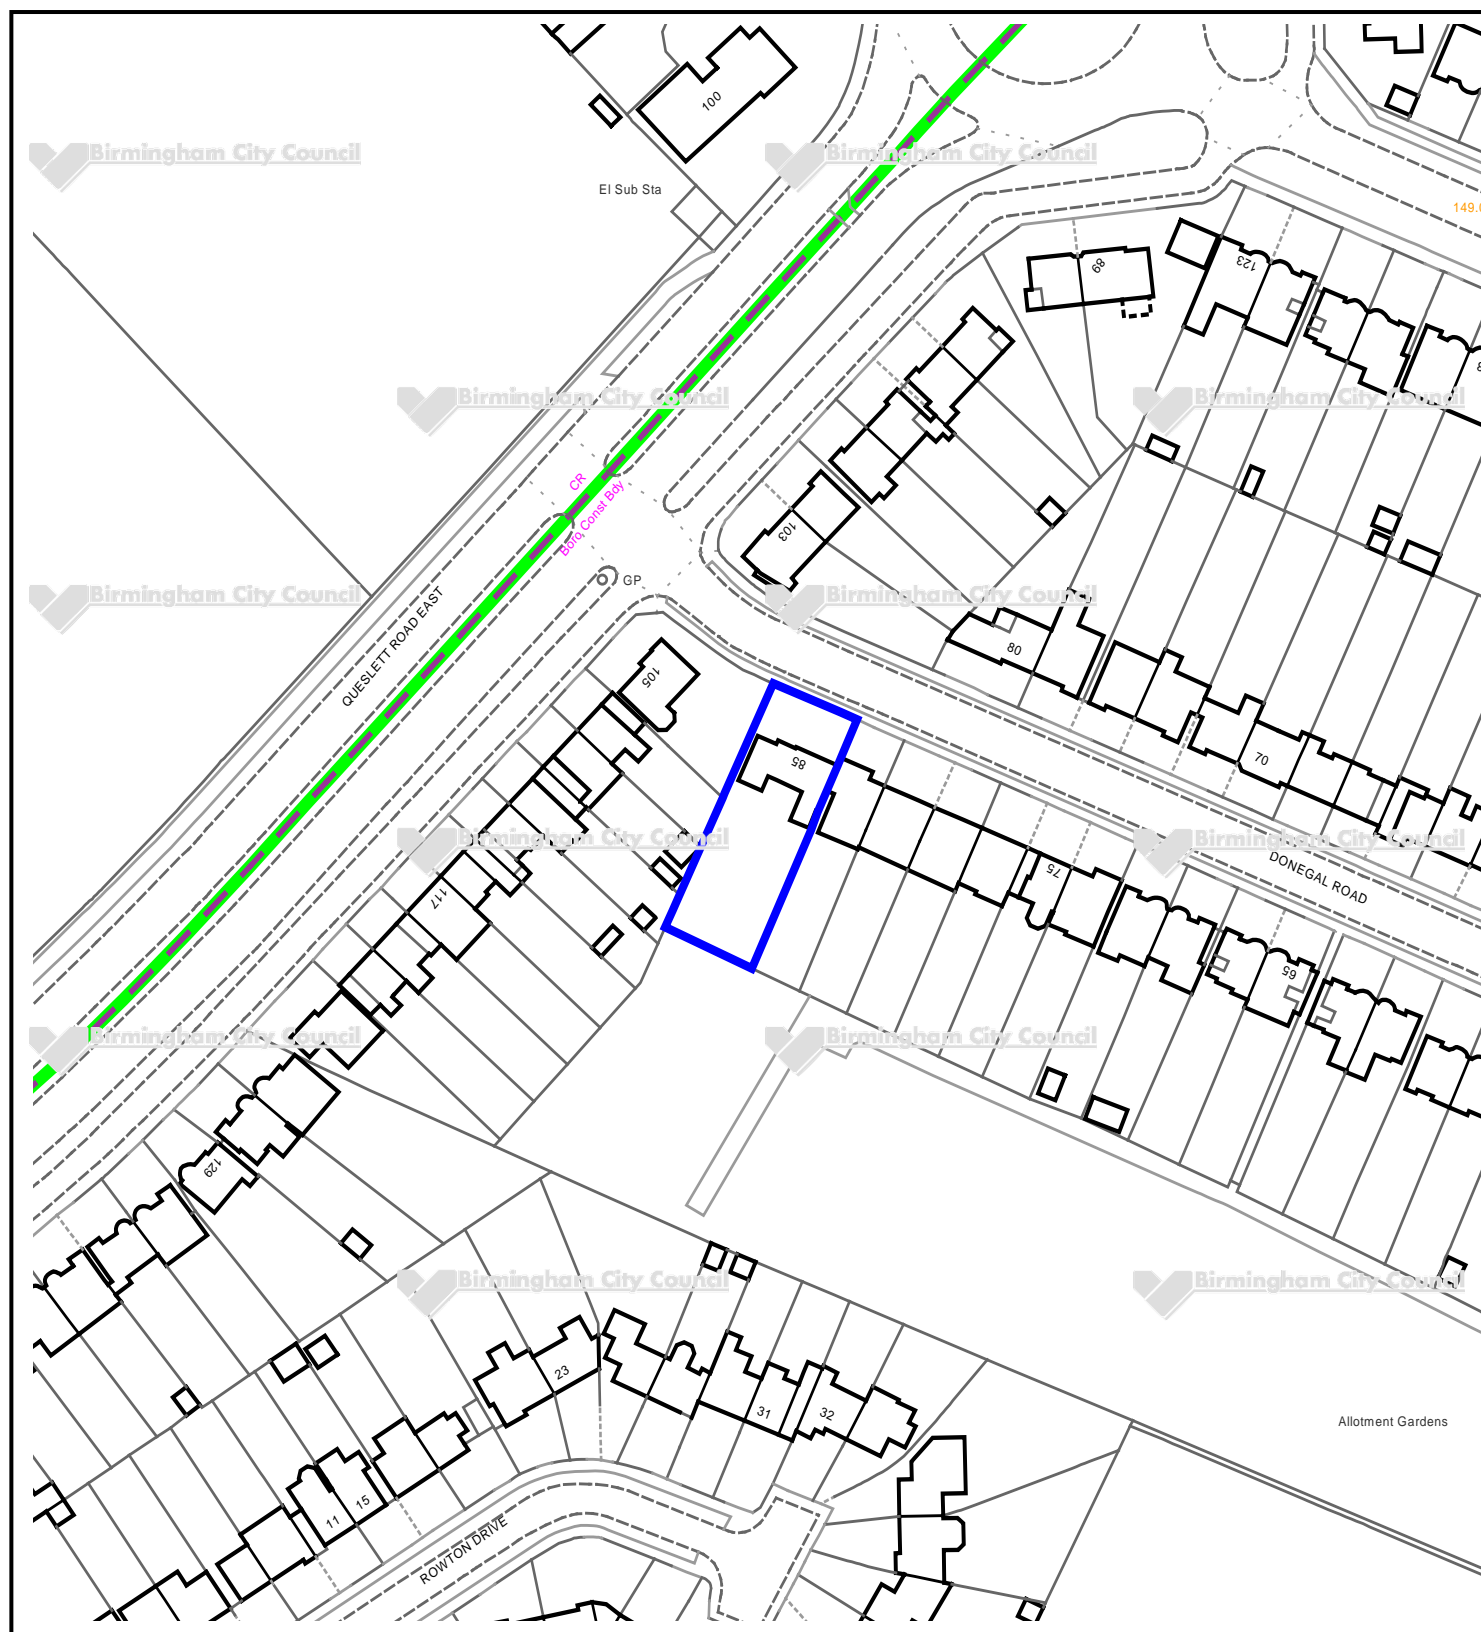 100
Birmingham City Council
Birmingham City Council
El Sub Sta
149.0
123
89
Birmingham City Council
Birmingham City Council
CR
Boro Const Bdy
103
GP
Birmingham City Council
Birmingham City Council
QUESLETT ROAD EAST
80
105
85
70
Birmingham City Council
Birmingham City Council
DONEGAL ROAD
75
117
65
Birmingham City Council
Birmingham City Council
129
Birmingham City Council
Birmingham City Council
23
31
32
Allotment Gardens
15
11
ROWTON DRIVE